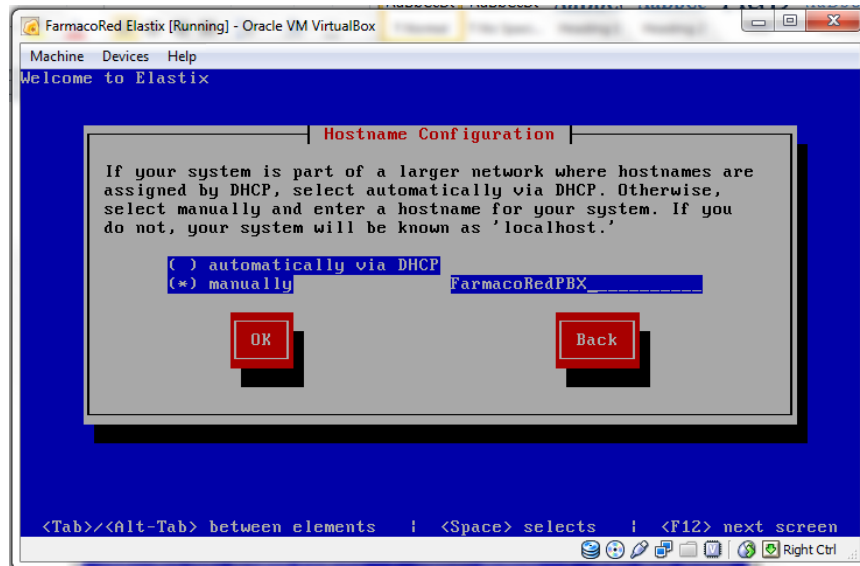 FarmacoRed Elastix [Running] - Oracle VM VirtualBox
Machine Devices Help
Welcome to Elastix
Hostname Configuration
If your system is part of a larger network where hostnames are
assigned by DHCP, select automatically via DHCP. Otherwise,
select manually and enter a hostname for your system. If you
do not, your system will be known as 'localhost.'
( ) automatically via DHCP
(*) manually FarmacoRedPBX__________
OK Back
<Tab>/<Alt-Tab> between elements | <Space> selects | <F12> next screen
Right Ctrl